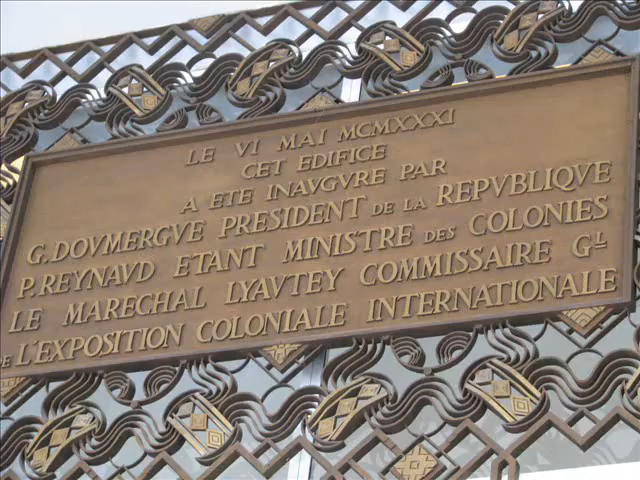 LE VI MAI MCMXXXI
CET EDIFICE
A ETE INAVGVRE PAR
G. DOVMERGVE PRESIDENT DE LA REPVBLIQVE
P. REYNAVD ETANT MINISTRE DES COLONIES
LE MARECHAL LYAVTEY COMMISSAIRE GL
DE L'EXPOSITION COLONIALE INTERNATIONALE